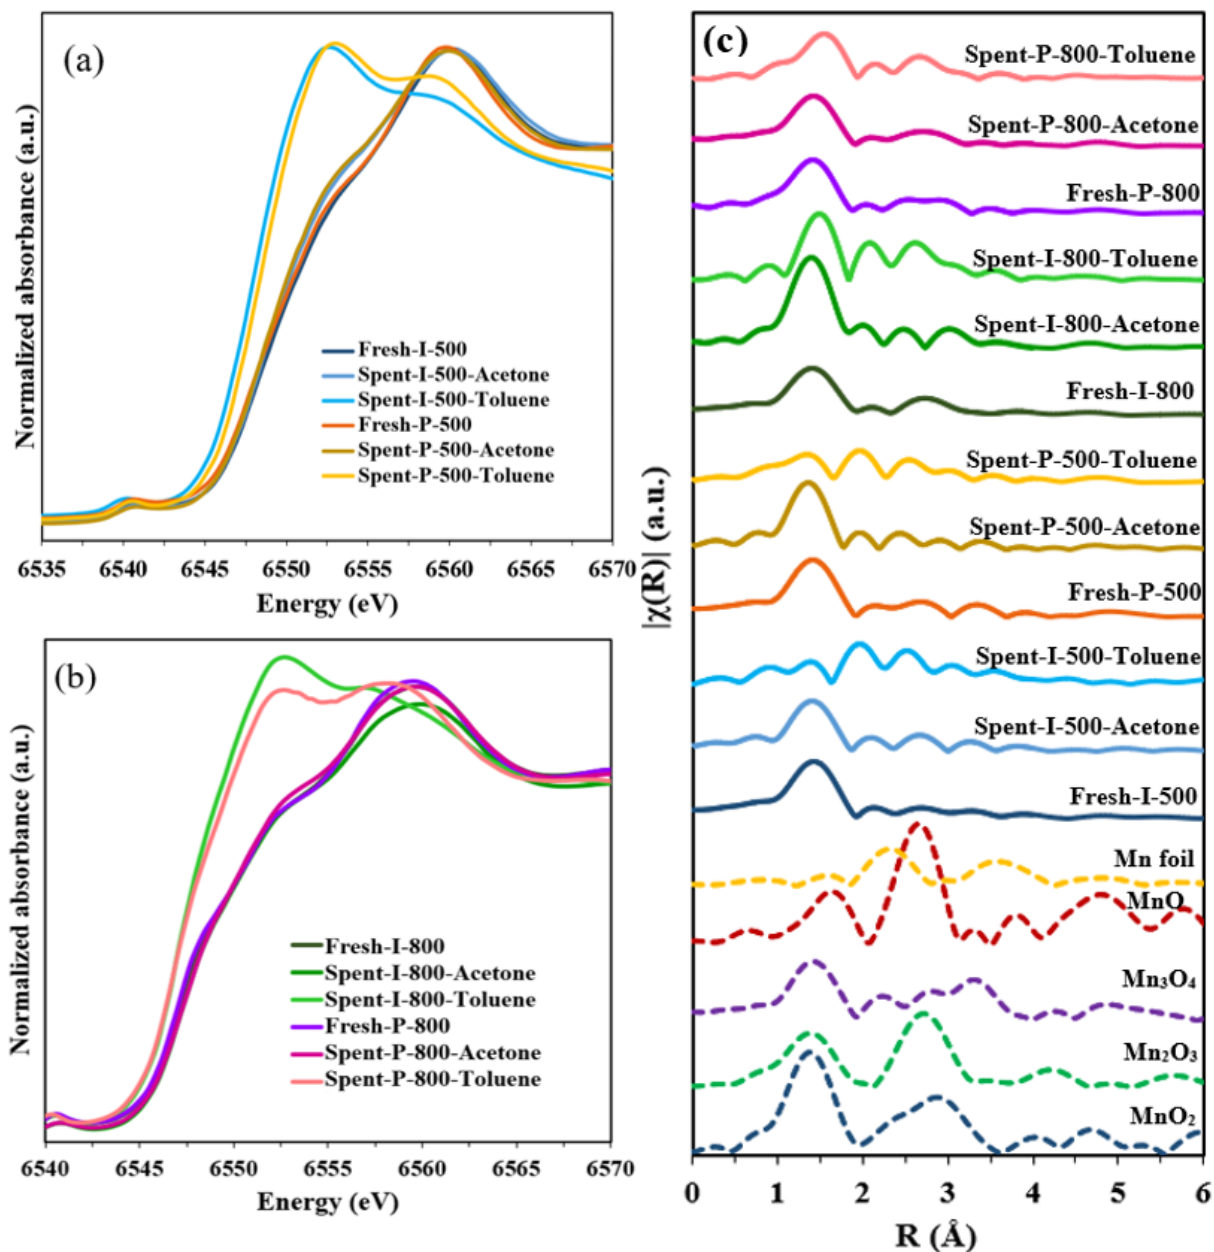 (a)
Normalized absorbance (a.u.)
Fresh-I-500
Spent-I-500-Acetone
Spent-I-500-Toluene
Fresh-P-500
Spent-P-500-Acetone
Spent-P-500-Toluene
6535 6540 6545 6550 6555 6560 6565 6570
Energy (eV)
(b)
Normalized absorbance (a.u.)
Fresh-I-800
Spent-I-800-Acetone
Spent-I-800-Toluene
Fresh-P-800
Spent-P-800-Acetone
Spent-P-800-Toluene
6540 6545 6550 6555 6560 6565 6570
Energy (eV)
(c)
|χ(R)| (a.u.)
Spent-P-800-Toluene
Spent-P-800-Acetone
Fresh-P-800
Spent-I-800-Toluene
Spent-I-800-Acetone
Fresh-I-800
Spent-P-500-Toluene
Spent-P-500-Acetone
Fresh-P-500
Spent-I-500-Toluene
Spent-I-500-Acetone
Fresh-I-500
Mn foil
MnO
Mn₃O₄
Mn₂O₃
MnO₂
0 1 2 3 4 5 6
R (Å)